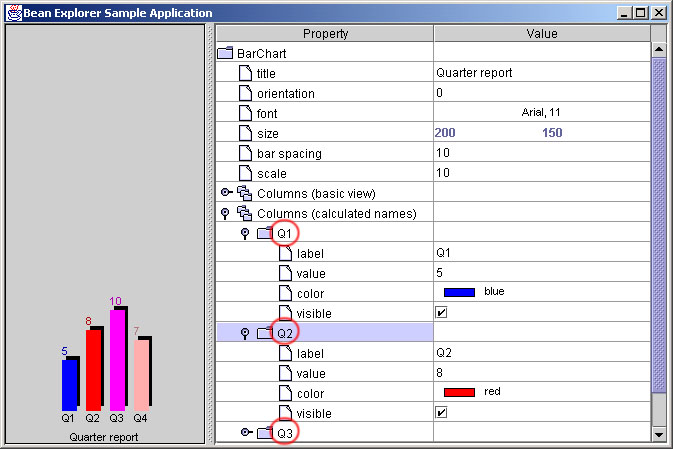 Bean Explorer Sample Application
Property Value
BarChart
title Quarter report
orientation 0
font Arial, 11
size 200 150
bar spacing 10
scale 10
Columns (basic view)
Columns (calculated names)
Q1
label Q1
value 5
color blue
visible
Q2
label Q2
value 8
color red
visible
Q3
10
8
7
5
Q1 Q2 Q3 Q4
Quarter report